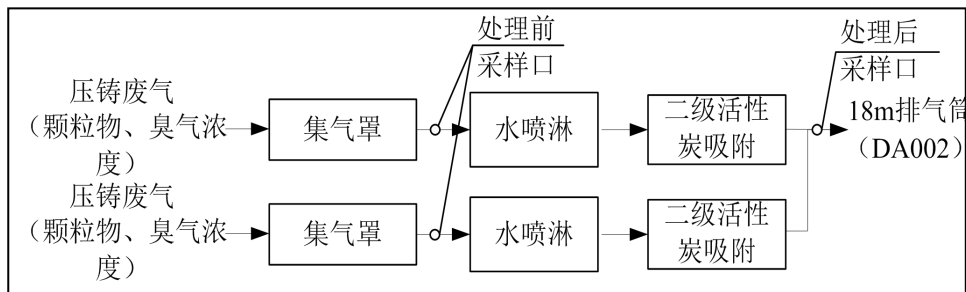 处理前
采样口
处理后
采样口
压铸废气
（颗粒物、臭气浓
度）
集气罩
水喷淋
二级活性
炭吸附
18m排气筒
（DA002）
压铸废气
（颗粒物、臭气浓
度）
集气罩
水喷淋
二级活性
炭吸附